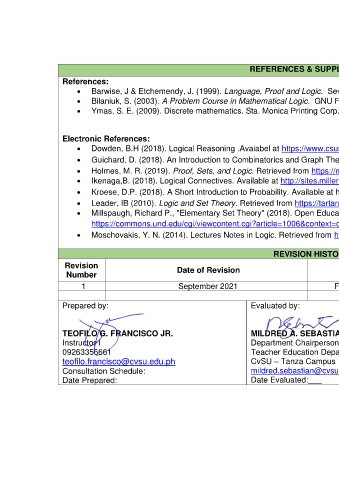 REFERENCES & SUPPL
References:
• Barwise, J & Etchemendy, J. (1999). Language, Proof and Logic. Sev
• Bilaniuk, S. (2003). A Problem Course in Mathematical Logic. GNU F
• Ymas, S. E. (2009). Discrete mathematics. Sta. Monica Printing Corp.
Electronic References:
• Dowden, B.H (2018). Logical Reasoning .Avaiabel at https://www.csus
• Guichard, D. (2018). An Introduction to Combinatorics and Graph The
• Holmes, M. R. (2019). Proof, Sets, and Logic. Retrieved from https://m
• Ikenaga,B. (2018). Logical Connectives. Available at http://sites.miller
• Kroese, D.P. (2018). A Short Introduction to Probability. Available at h
• Leader, IB (2010). Logic and Set Theory. Retrieved from https://tartar
• Millspaugh, Richard P., "Elementary Set Theory" (2018). Open Educa
https://commons.und.edu/cgi/viewcontent.cgi?article=1006&context=o
• Moschovakis, Y. N. (2014). Lectures Notes in Logic. Retrieved from h
REVISION HISTO
Revision Number
Date of Revision
1
September 2021
F
Prepared by:
TEOFILO G. FRANCISCO JR.
Instructor I
09263356661
teofilo.francisco@cvsu.edu.ph
Consultation Schedule:
Date Prepared:
Evaluated by:
MILDRED A. SEBASTIA
Department Chairperson
Teacher Education Depa
CvSU – Tanza Campus
mildred.sebastian@cvsu
Date Evaluated:___